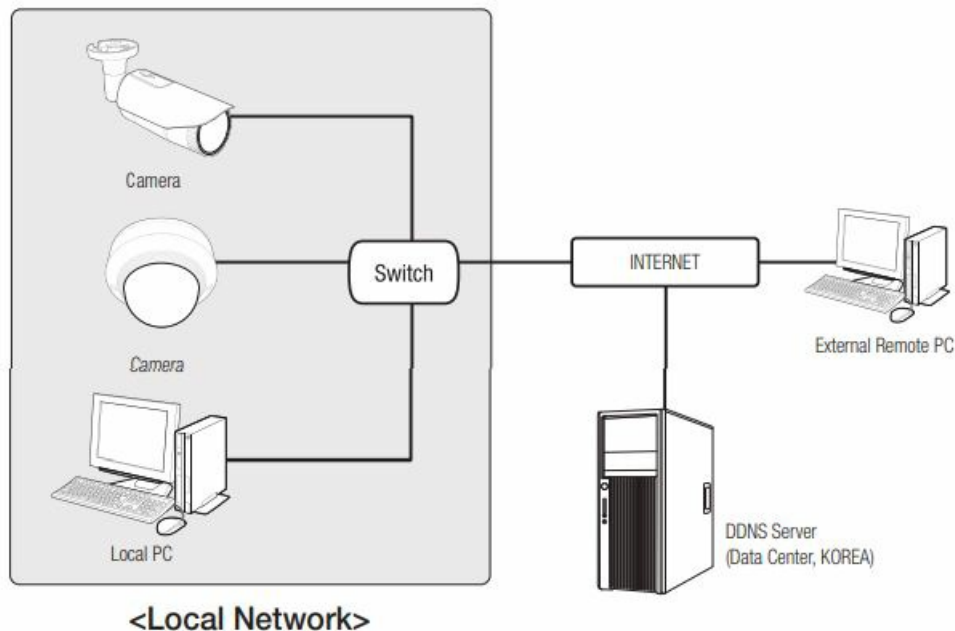 Camera
Switch
INTERNET
External Remote PC
Camera
Local PC
DDNS Server
(Data Center, KOREA)
<Local Network>